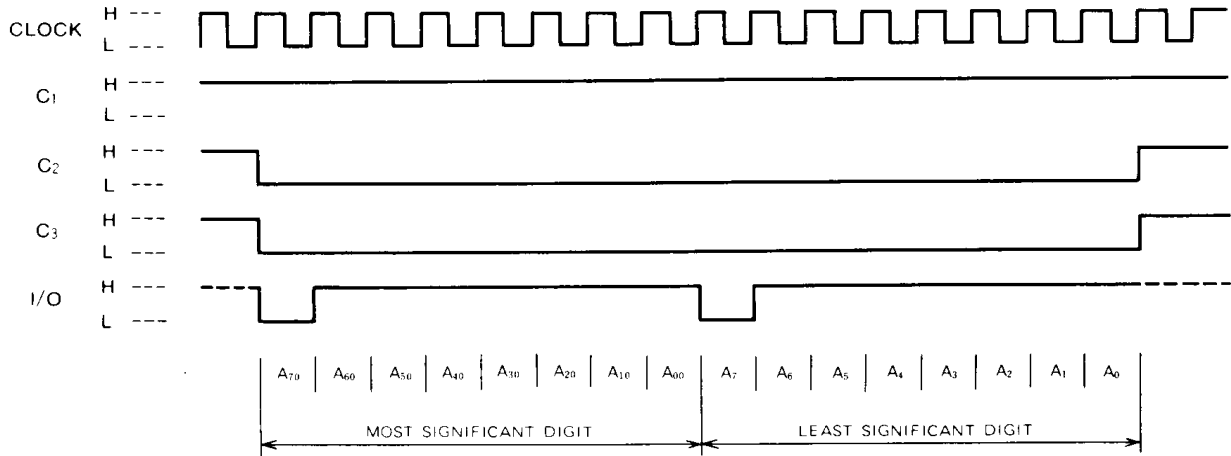 CLOCK H
L
C1 H
L
C2 H
L
C3 H
L
I/O H
L
A70 A60 A50 A40 A30 A20 A10 A00 A7 A6 A5 A4 A3 A2 A1 A0
MOST SIGNIFICANT DIGIT LEAST SIGNIFICANT DIGIT